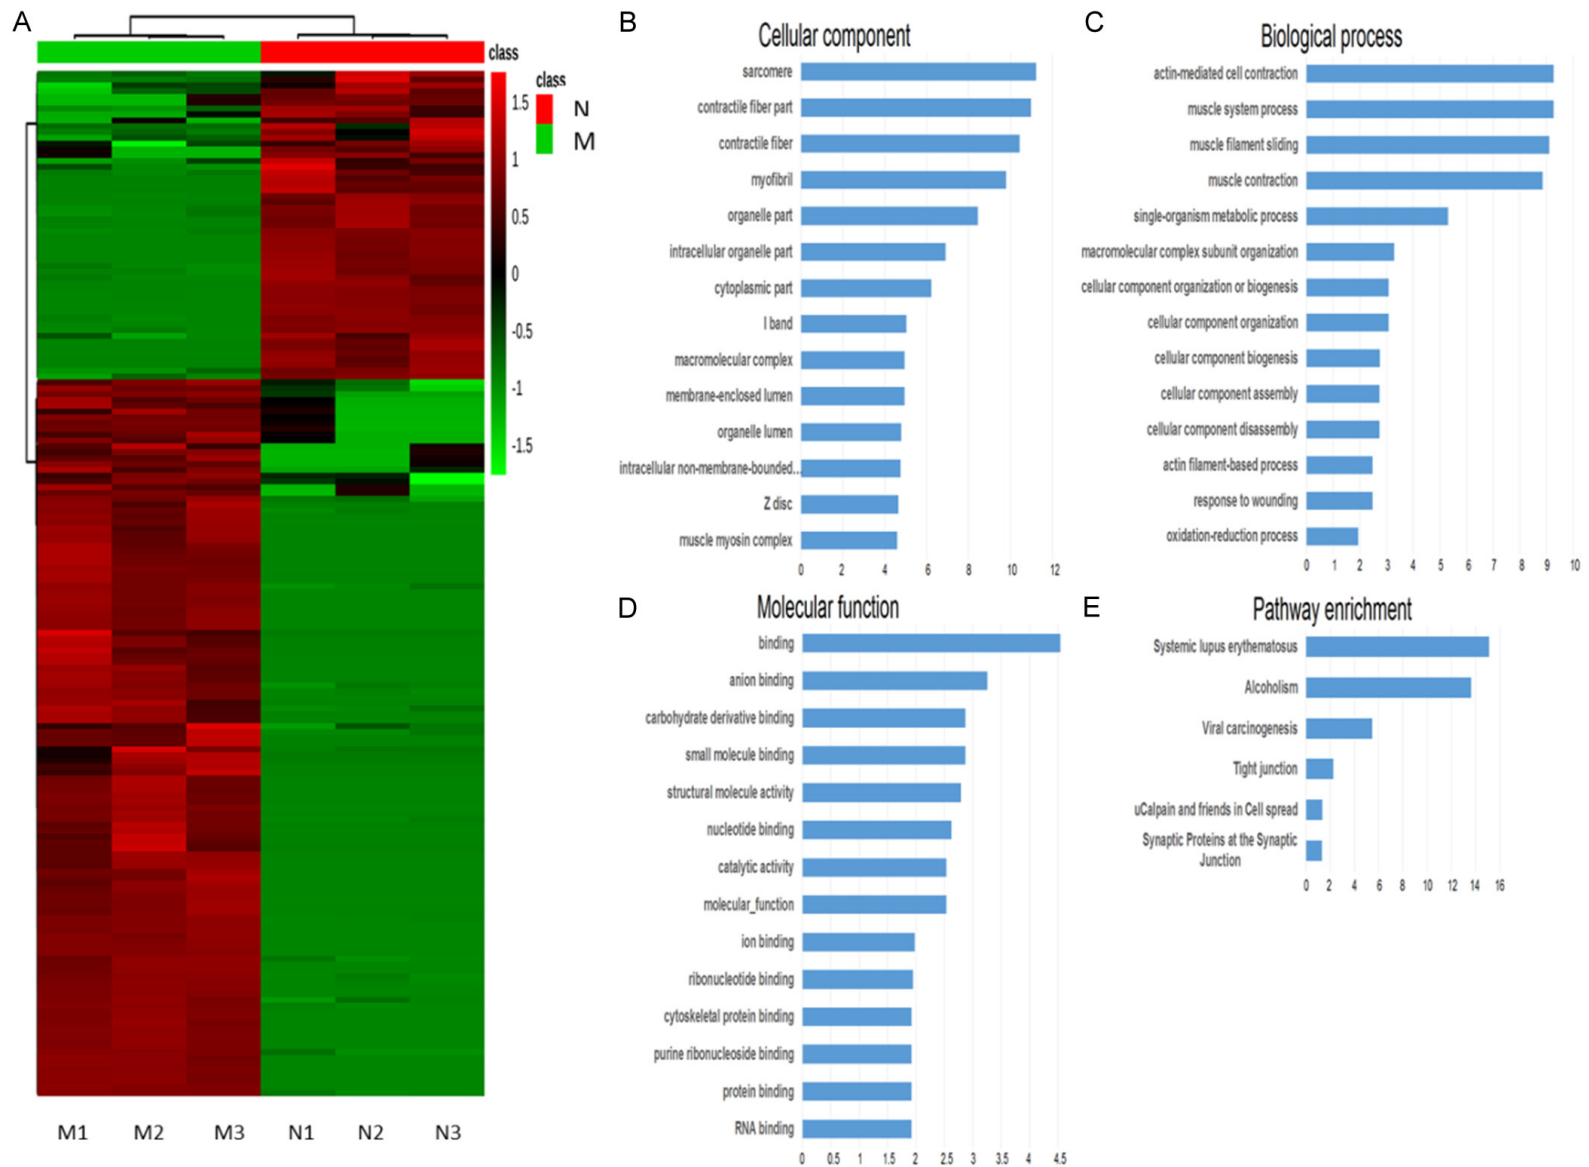 A
class
1.5
1
0.5
0
-0.5
-1
-1.5
class
N
M
M1 M2 M3 N1 N2 N3
B
Cellular component
sarcomere
contractile fiber part
contractile fiber
myofibril
organelle part
intracellular organelle part
cytoplasmic part
I band
macromolecular complex
membrane-enclosed lumen
organelle lumen
intracellular non-membrane-bounded...
Z disc
muscle myosin complex
0 2 4 6 8 10 12
C
Biological process
actin-mediated cell contraction
muscle system process
muscle filament sliding
muscle contraction
single-organism metabolic process
macromolecular complex subunit organization
cellular component organization or biogenesis
cellular component organization
cellular component biogenesis
cellular component assembly
cellular component disassembly
actin filament-based process
response to wounding
oxidation-reduction process
0 1 2 3 4 5 6 7 8 9 10
D
Molecular function
binding
anion binding
carbohydrate derivative binding
small molecule binding
structural molecule activity
nucleotide binding
catalytic activity
molecular_function
ion binding
ribonucleotide binding
cytoskeletal protein binding
purine ribonucleoside binding
protein binding
RNA binding
0 0.5 1 1.5 2 2.5 3 3.5 4 4.5
E
Pathway enrichment
Systemic lupus erythematosus
Alcoholism
Viral carcinogenesis
Tight junction
uCalpain and friends in Cell spread
Synaptic Proteins at the Synaptic
Junction
0 2 4 6 8 10 12 14 16